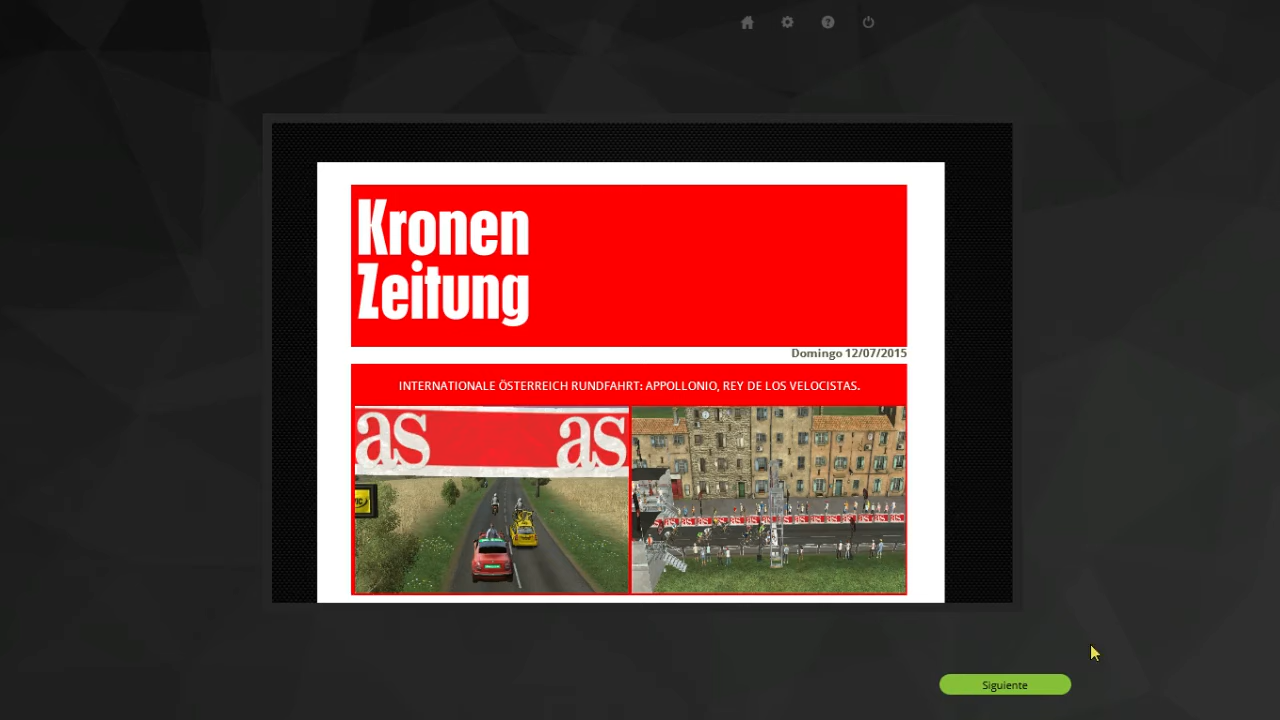 Kronen
Zeitung
Domingo 12/07/2015
INTERNATIONALE ÖSTERREICH RUNDFAHRT: APPOLLONIO, REY DE LOS VELOCISTAS.
as as
Siguiente